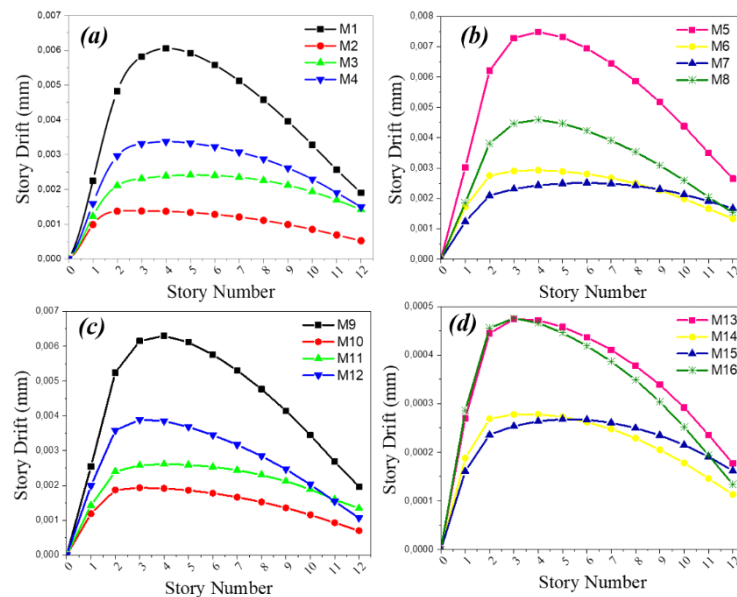 (a)
M1
M2
M3
M4
0,007
0,006
0,005
0,004
0,003
0,002
0,001
0,000
Story Drift (mm)
0 1 2 3 4 5 6 7 8 9 10 11 12
Story Number
(b)
M5
M6
M7
M8
0,008
0,007
0,006
0,005
0,004
0,003
0,002
0,001
0,000
Story Drift (mm)
0 1 2 3 4 5 6 7 8 9 10 11 12
Story Number
(c)
M9
M10
M11
M12
0,007
0,006
0,005
0,004
0,003
0,002
0,001
0,000
Story Drift (mm)
0 1 2 3 4 5 6 7 8 9 10 11 12
Story Number
(d)
M13
M14
M15
M16
0,0005
0,0004
0,0003
0,0002
0,0001
0,0000
Story Drift (mm)
0 1 2 3 4 5 6 7 8 9 10 11 12
Story Number